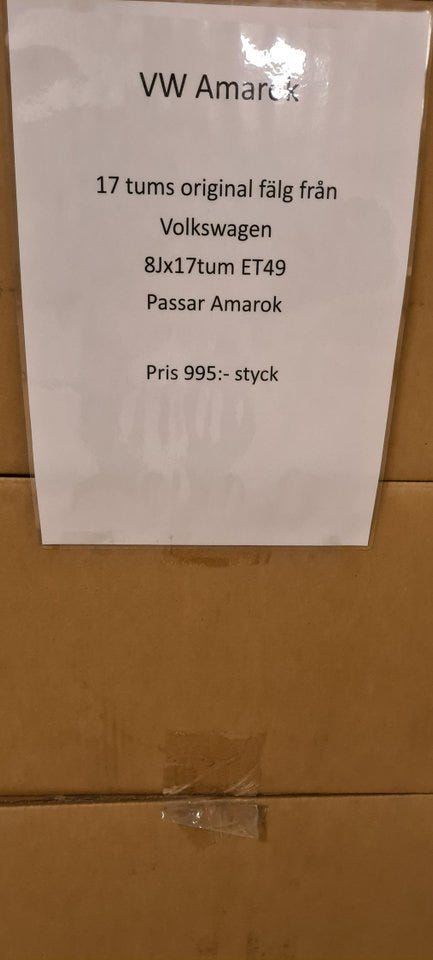 VW Amarok
17 tums original fälg från
Volkswagen
8Jx17tum ET49
Passar Amarok
Pris 995:- styck